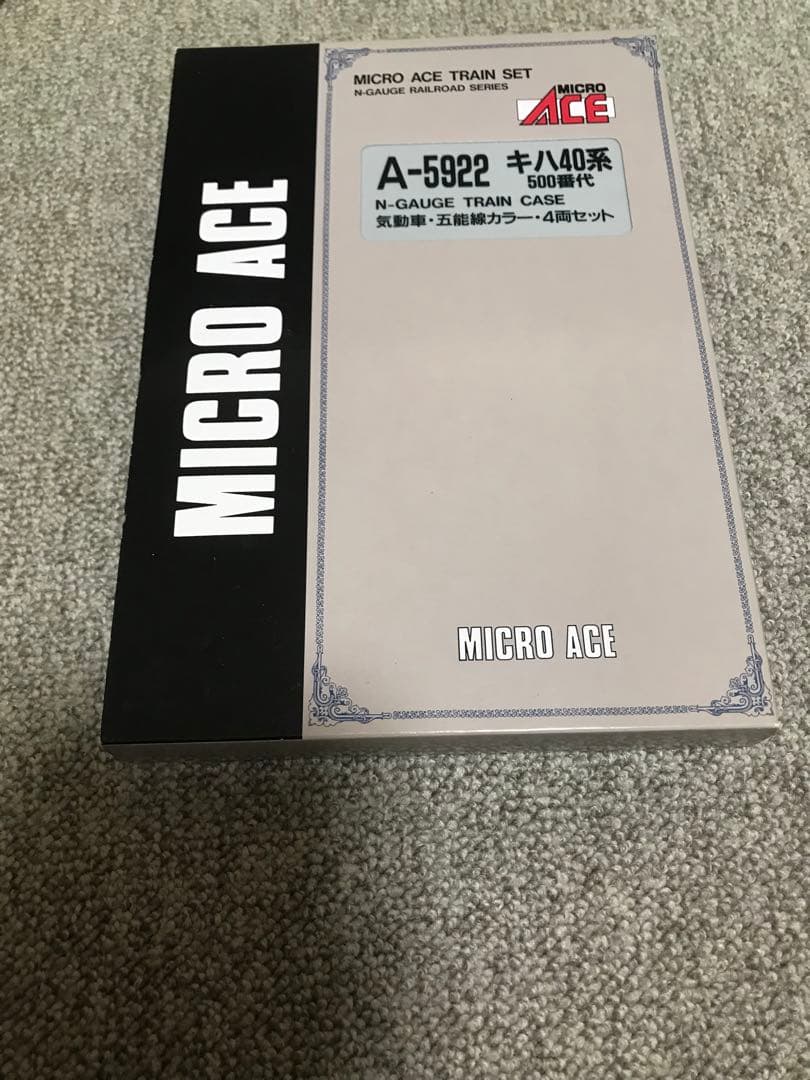 MICRO ACE
MICRO ACE TRAIN SET
N-GAUGE RAILROAD SERIES
MICRO
ACE
A-5922 キハ40系
500番代
N-GAUGE TRAIN CASE
気動車・五能線カラー・4両セット
MICRO ACE